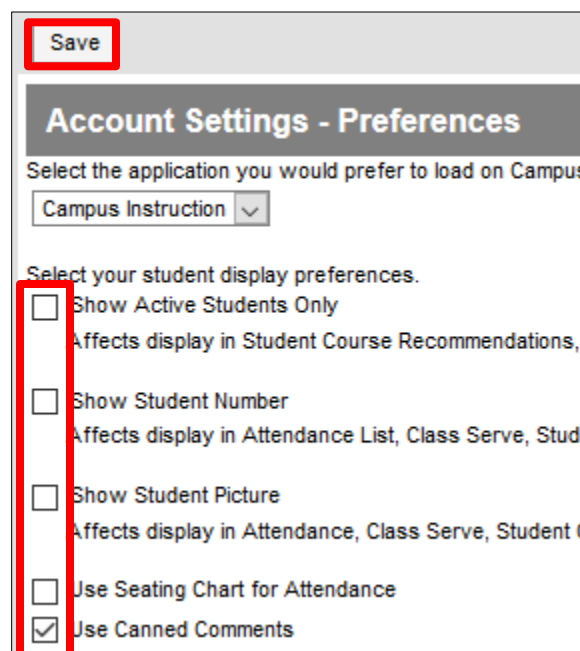 Save
Account Settings - Preferences
Select the application you would prefer to load on Campus
Campus Instruction
Select your student display preferences.
Show Active Students Only
Affects display in Student Course Recommendations,
Show Student Number
Affects display in Attendance List, Class Serve, Stud
Show Student Picture
Affects display in Attendance, Class Serve, Student
Use Seating Chart for Attendance
Use Canned Comments